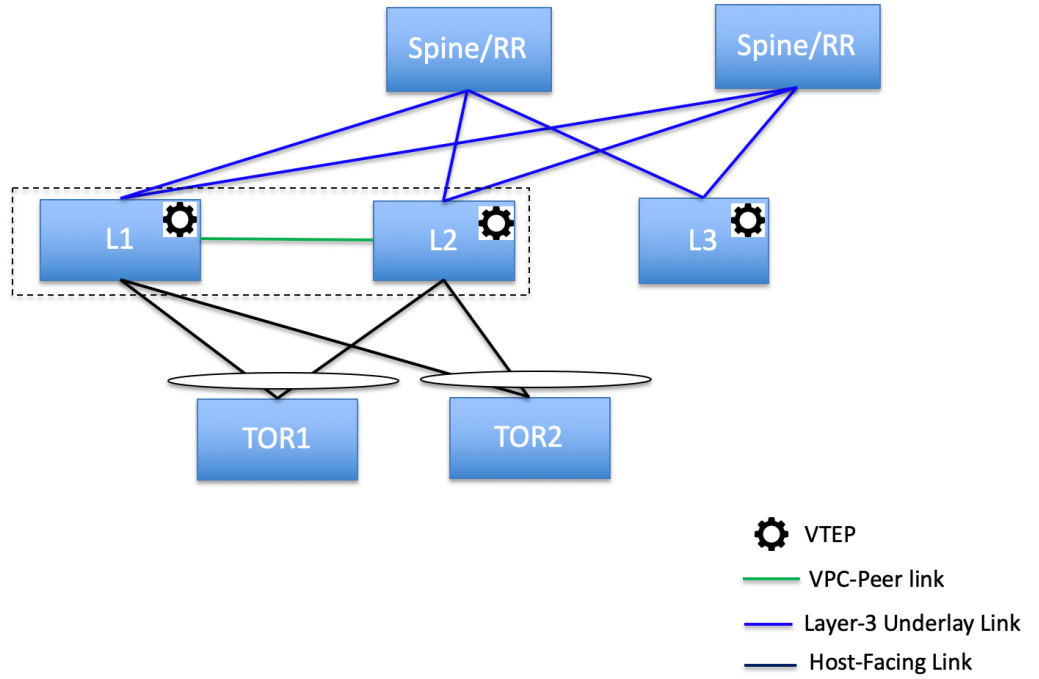 Spine/RR
Spine/RR
L1
L2
L3
TOR1
TOR2
VTEP
VPC-Peer link
Layer-3 Underlay Link
Host-Facing Link